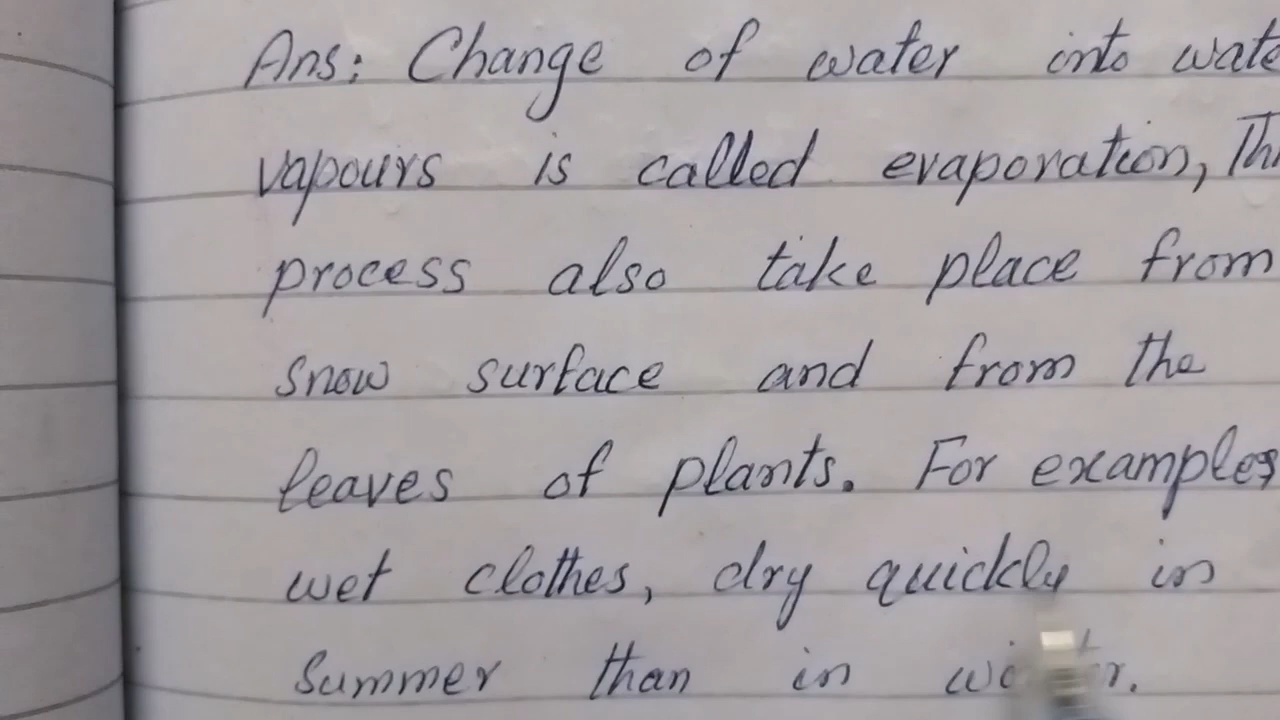 Ans: Change of water into wate
vapours is called evaporation, Thi
process also take place from
snow surface and from the
leaves of plants. For examples
wet clothes, dry quickly in
Summer than in